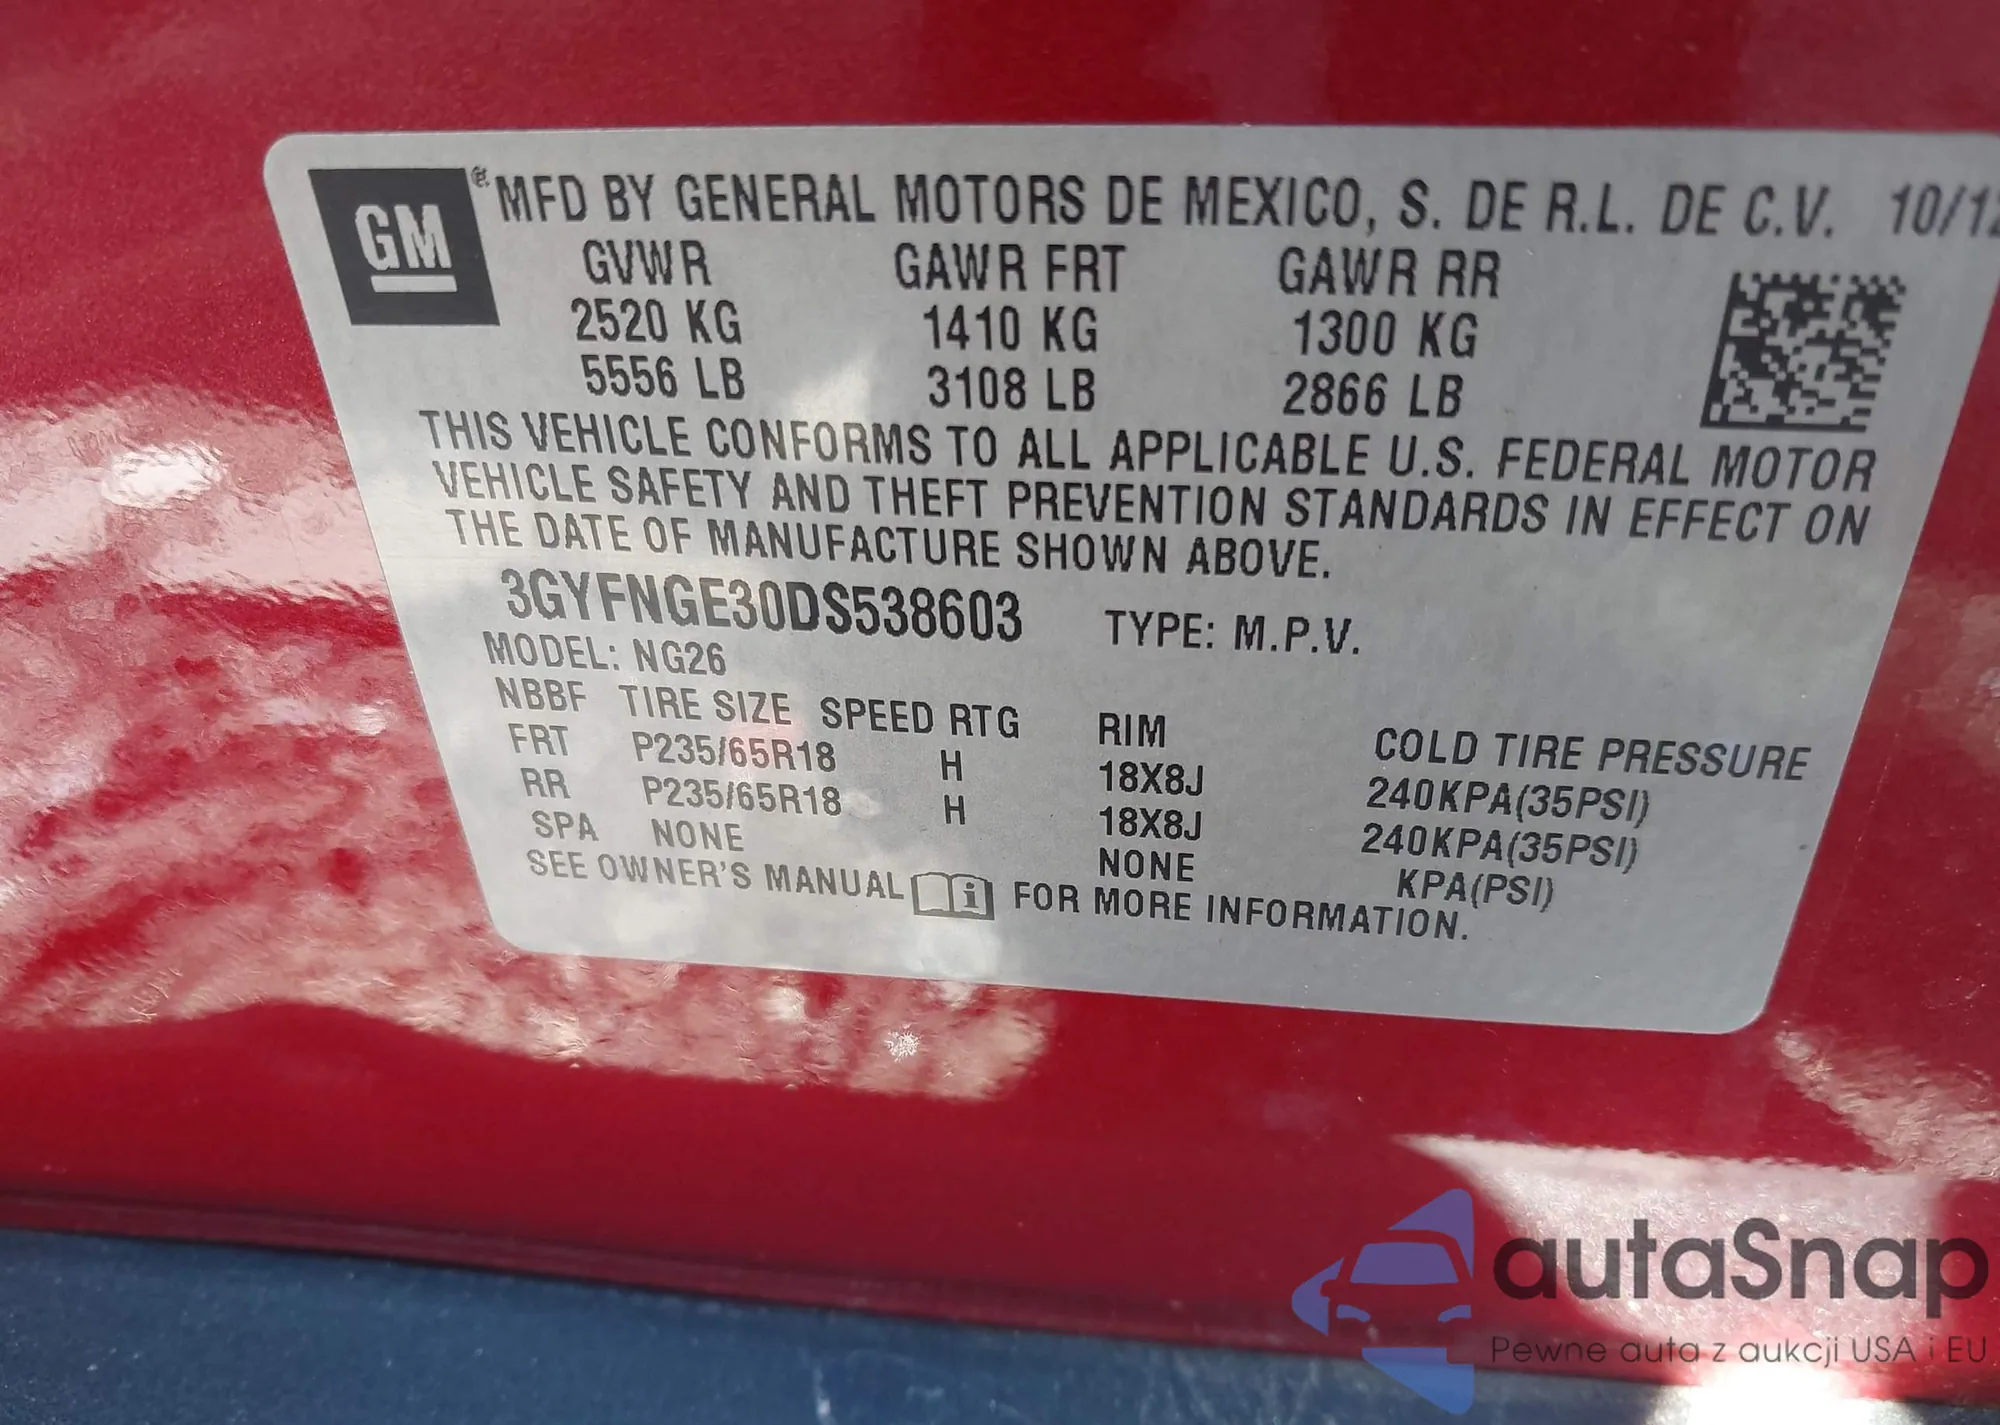 GM ® MFD BY GENERAL MOTORS DE MEXICO, S. DE R.L. DE C.V. 10/12
GVWR GAWR FRT GAWR RR
2520 KG 1410 KG 1300 KG
5556 LB 3108 LB 2866 LB
THIS VEHICLE CONFORMS TO ALL APPLICABLE U.S. FEDERAL MOTOR
VEHICLE SAFETY AND THEFT PREVENTION STANDARDS IN EFFECT ON
THE DATE OF MANUFACTURE SHOWN ABOVE.
3GYFNGE30DS538603 TYPE: M.P.V.
MODEL: NG26
NBBF TIRE SIZE SPEED RTG RIM COLD TIRE PRESSURE
FRT P235/65R18 H 18X8J 240KPA(35PSI)
RR P235/65R18 H 18X8J 240KPA(35PSI)
SPA NONE NONE KPA(PSI)
SEE OWNER'S MANUAL i FOR MORE INFORMATION.
autaSnap
Pewne auta z aukcji USA i EU